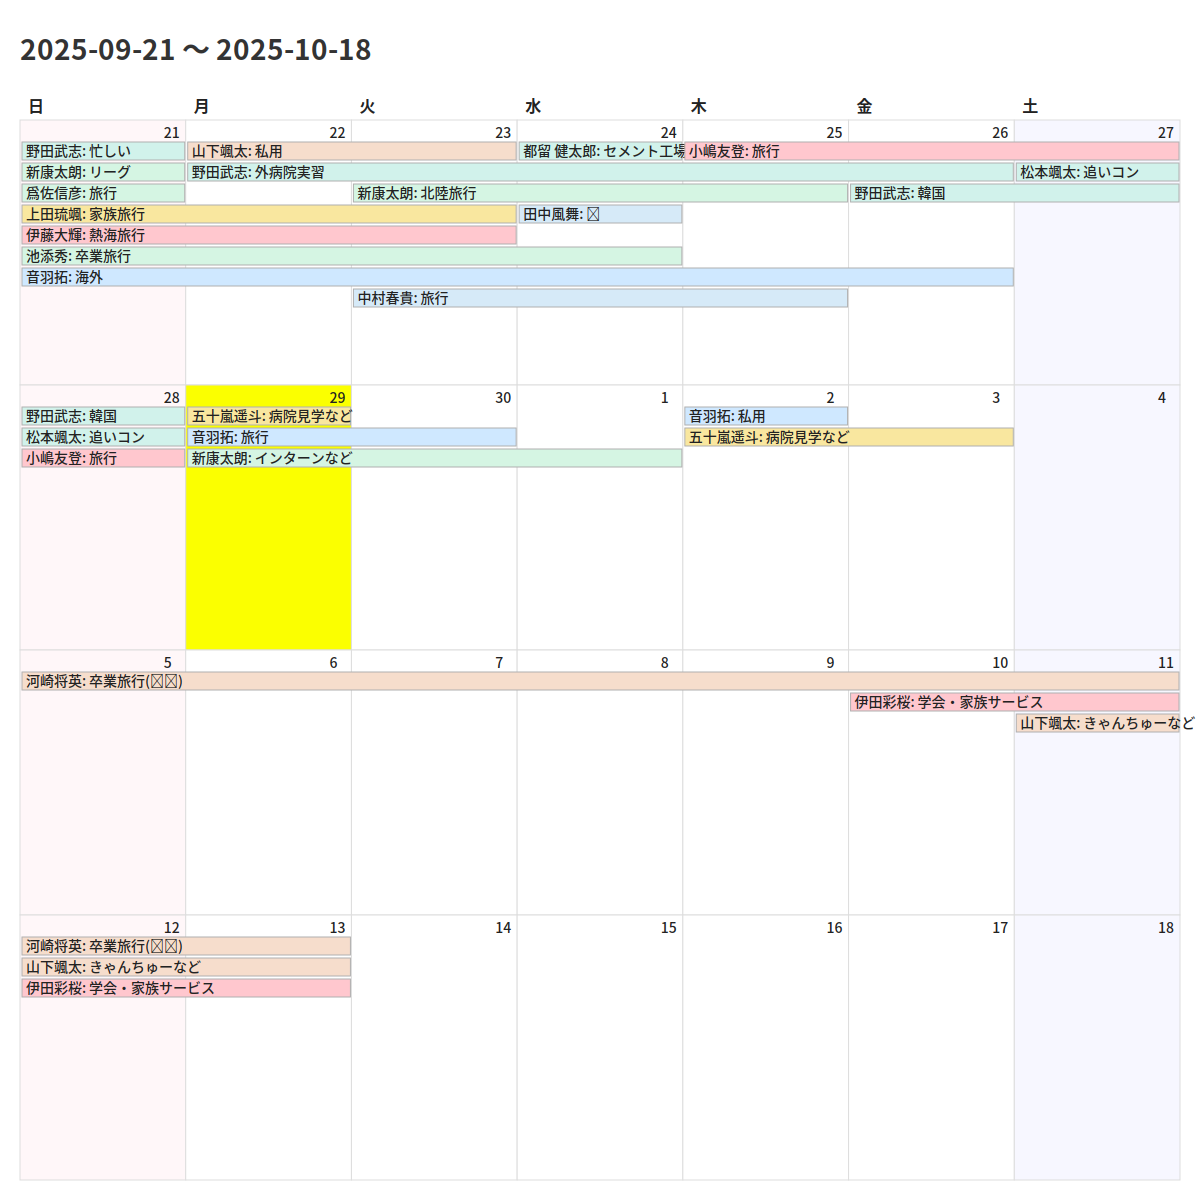 2025-09-21 〜 2025-10-18
日 月 火 水 木 金 土
21 22 23 24 25 26 27
野田武志: 忙しい 山下颯太: 私用 都留 健太郎: セメント工場 小嶋友登: 旅行
新康太朗: リーグ 野田武志: 外病院実習 松本颯太: 追いコン
爲佐信彦: 旅行 新康太朗: 北陸旅行 野田武志: 韓国
上田琉颯: 家族旅行 田中風舞:
伊藤大輝: 熱海旅行
池添秀: 卒業旅行
音羽拓: 海外
中村春貴: 旅行
28 29 30 1 2 3 4
野田武志: 韓国 五十嵐遥斗: 病院見学など 音羽拓: 私用
松本颯太: 追いコン 音羽拓: 旅行 五十嵐遥斗: 病院見学など
小嶋友登: 旅行 新康太朗: インターンなど
5 6 7 8 9 10 11
河崎将英: 卒業旅行()
伊田彩桜: 学会・家族サービス
山下颯太: きゃんちゅーなど
12 13 14 15 16 17 18
河崎将英: 卒業旅行()
山下颯太: きゃんちゅーなど
伊田彩桜: 学会・家族サービス